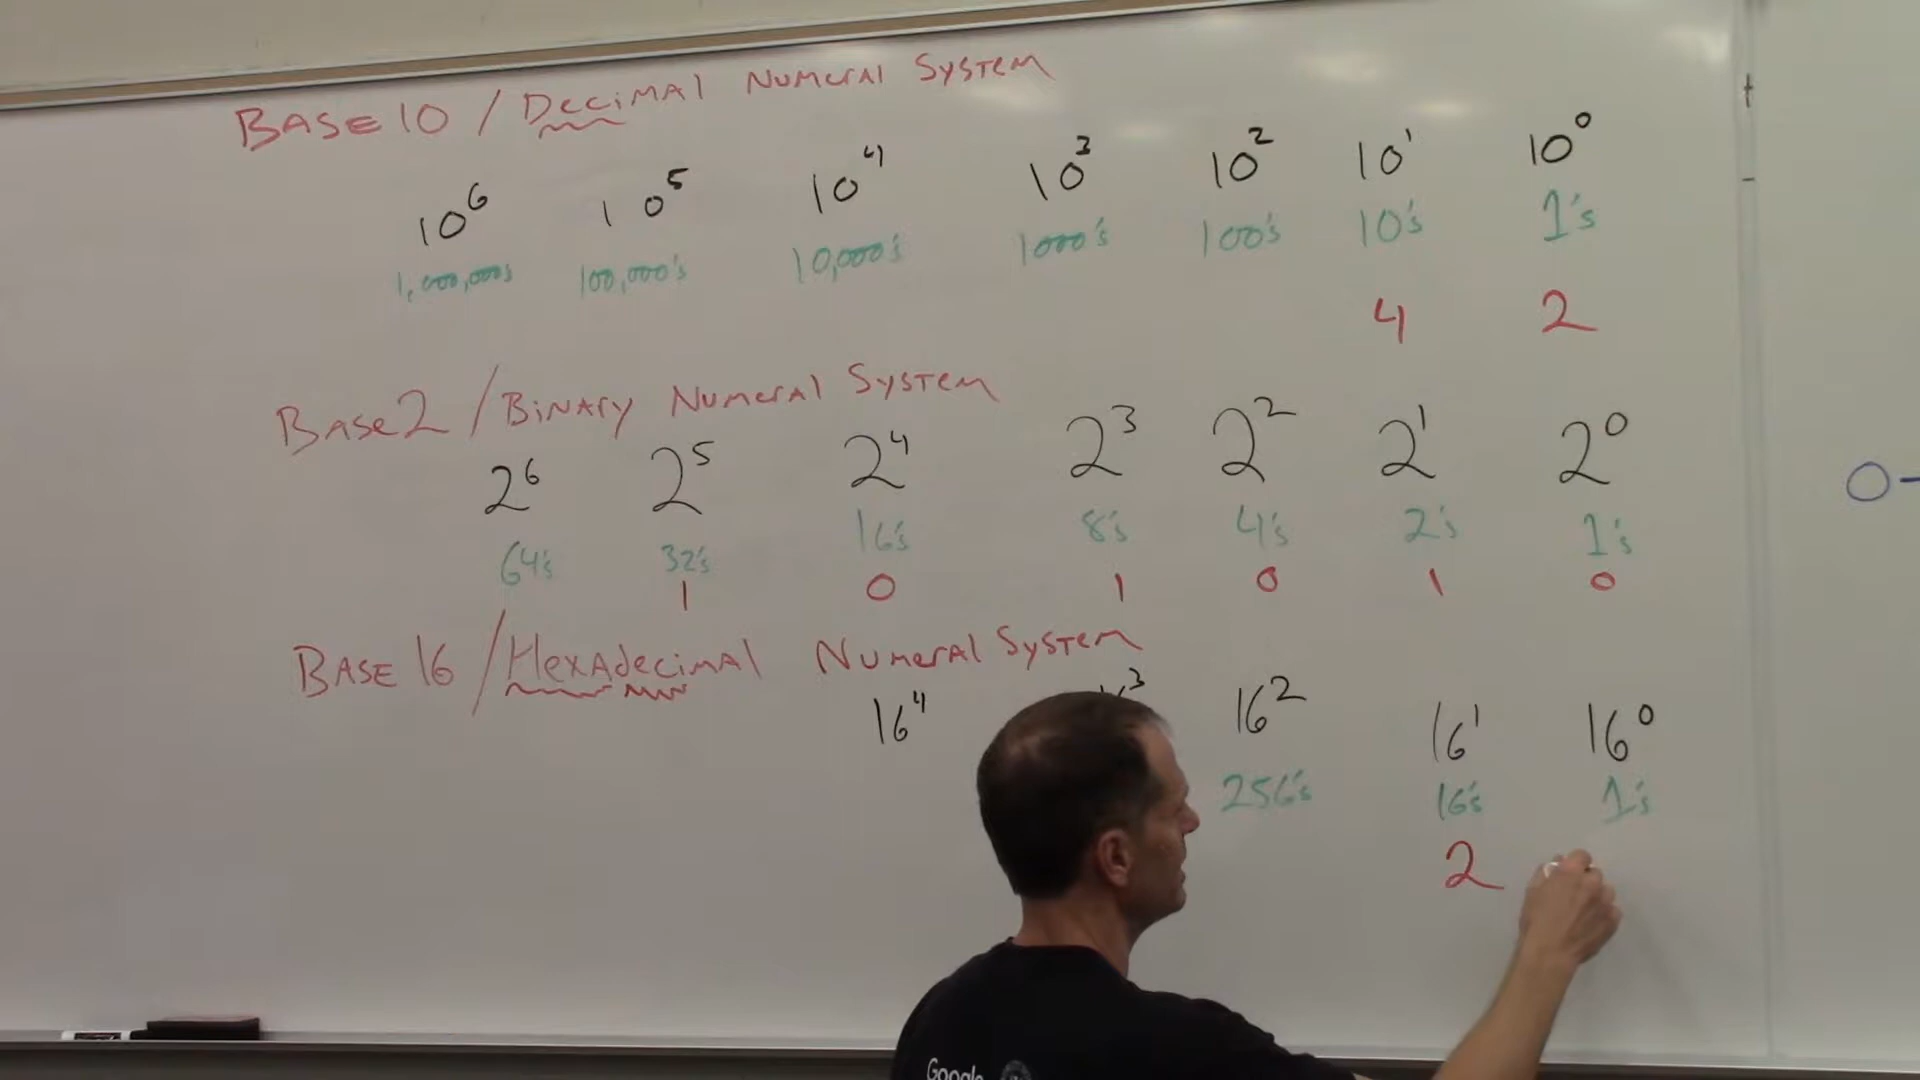 BASE 10 / Decimal Numeral System
10^6 10^5 10^4 10^3 10^2 10^1 10^0
1,000,000s 100,000's 10,000's 1000's 100's 10's 1's
4 2
Base 2 / Binary Numeral System
2^6 2^5 2^4 2^3 2^2 2^1 2^0
64's 32's 16's 8's 4's 2's 1's
1 0 1 0 1 0
BASE 16 / Hexadecimal Numeral System
16^4 3 16^2 16^1 16^0
256's 16's 1's
2
Google